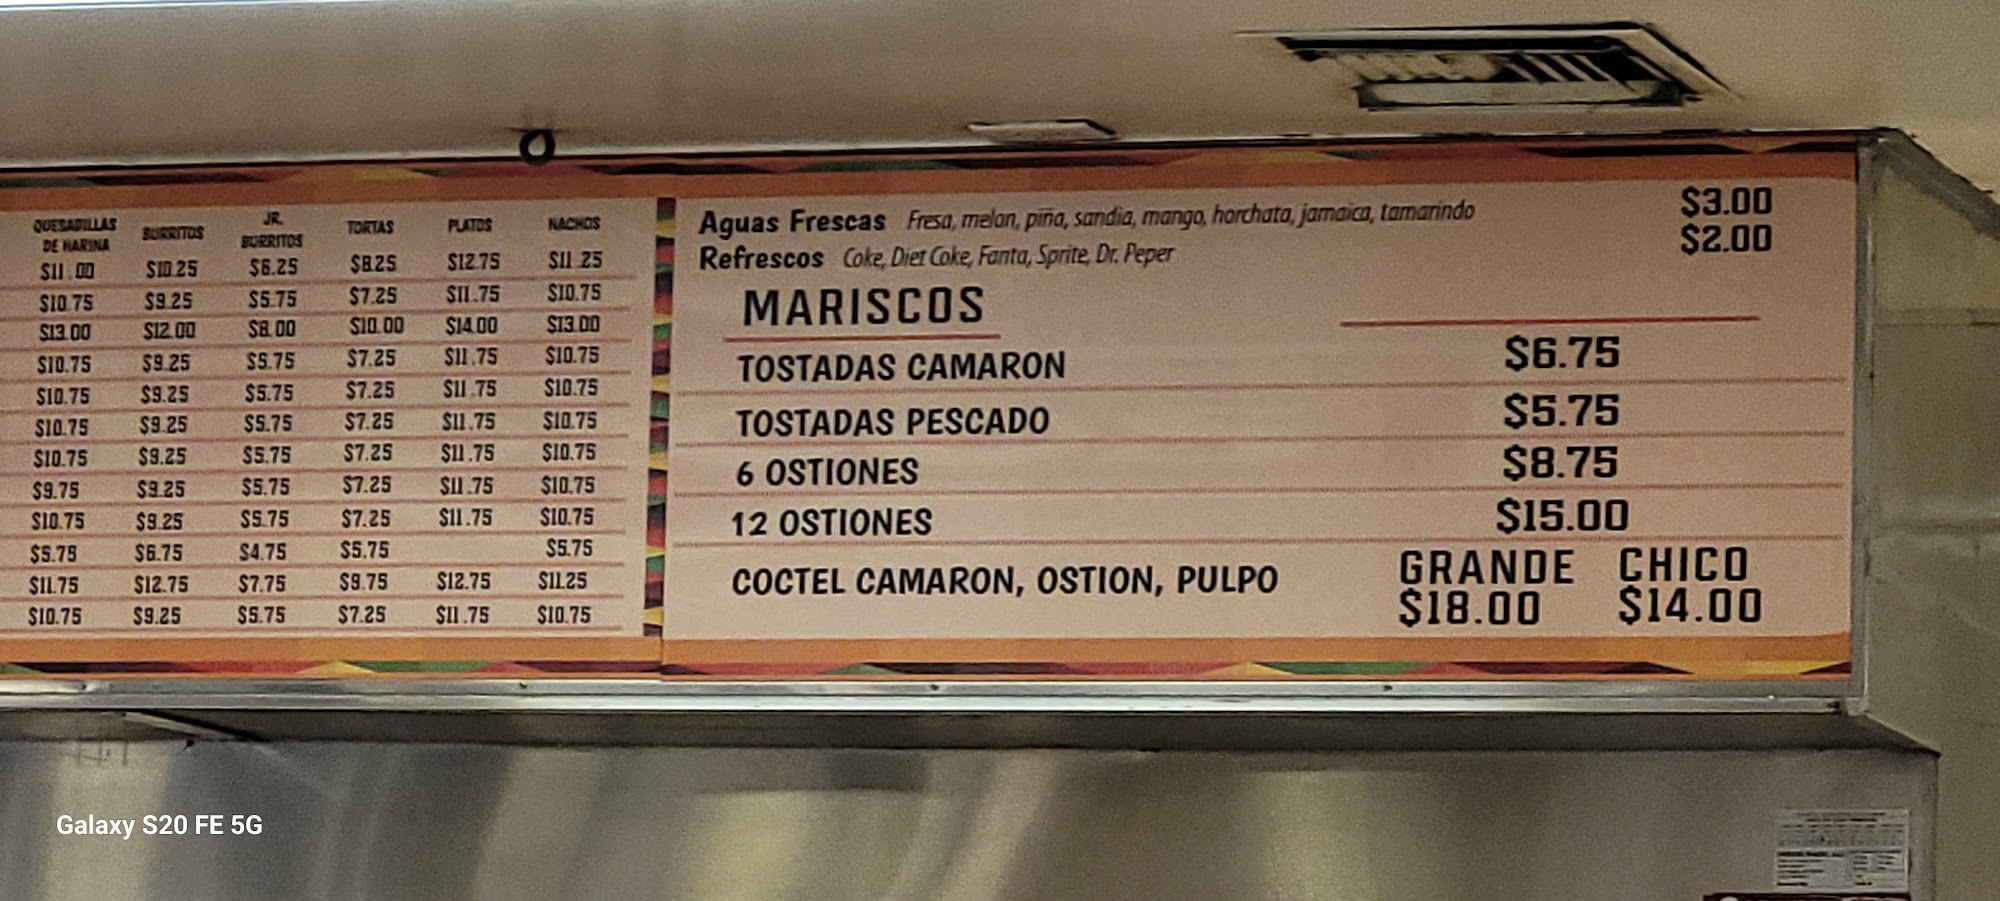 QUESADILLAS DE HARINA BURRITOS JR. BURRITOS TORTAS PLATOS NACHOS
$11.00 $10.25 $6.25 $8.25 $12.75 $11.25
$10.75 $9.25 $5.75 $7.25 $11.75 $10.75
$13.00 $12.00 $8.00 $10.00 $14.00 $13.00
$10.75 $9.25 $5.75 $7.25 $11.75 $10.75
$10.75 $9.25 $5.75 $7.25 $11.75 $10.75
$10.75 $9.25 $5.75 $7.25 $11.75 $10.75
$10.75 $9.25 $5.75 $7.25 $11.75 $10.75
$9.75 $9.25 $5.75 $7.25 $11.75 $10.75
$10.75 $9.25 $5.75 $7.25 $11.75 $10.75
$5.75 $6.75 $4.75 $5.75 $5.75
$11.75 $12.75 $7.75 $9.75 $12.75 $11.25
$10.75 $9.25 $5.75 $7.25 $11.75 $10.75
Aguas Frescas Fresa, melon, piña, sandia, mango, horchata, jamaica, tamarindo $3.00
Refrescos Coke, Diet Coke, Fanta, Sprite, Dr. Peper $2.00
MARISCOS
TOSTADAS CAMARON $6.75
TOSTADAS PESCADO $5.75
6 OSTIONES $8.75
12 OSTIONES $15.00
GRANDE CHICO
COCTEL CAMARON, OSTION, PULPO $18.00 $14.00
Galaxy S20 FE 5G